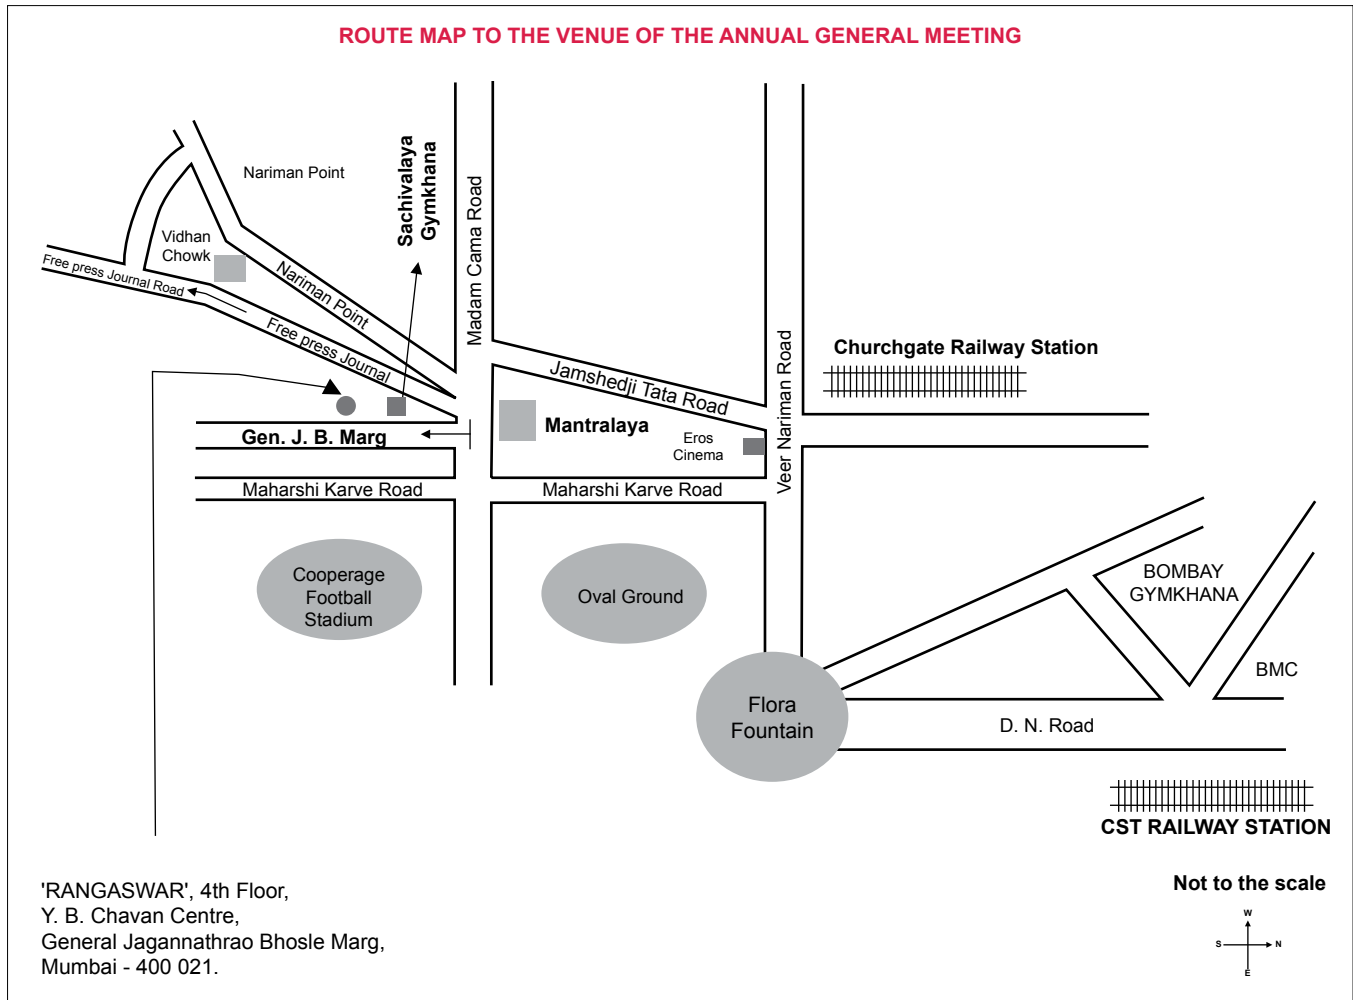 ROUTE MAP TO THE VENUE OF THE ANNUAL GENERAL MEETING
Nariman Point
Sachivalaya
Gymkhana
Madam Cama Road
Vidhan
Chowk
Free press Journal Road
Nariman Point
Free press Journal
Jamshedji Tata Road
Veer Nariman Road
Churchgate Railway Station
Gen. J. B. Marg
Mantralaya
Eros
Cinema
Maharshi Karve Road
Maharshi Karve Road
Cooperage
Football
Stadium
Oval Ground
BOMBAY
GYMKHANA
BMC
Flora
Fountain
D. N. Road
CST RAILWAY STATION
'RANGASWAR', 4th Floor,
Y. B. Chavan Centre,
General Jagannathrao Bhosle Marg,
Mumbai - 400 021.
Not to the scale
W
S
N
E